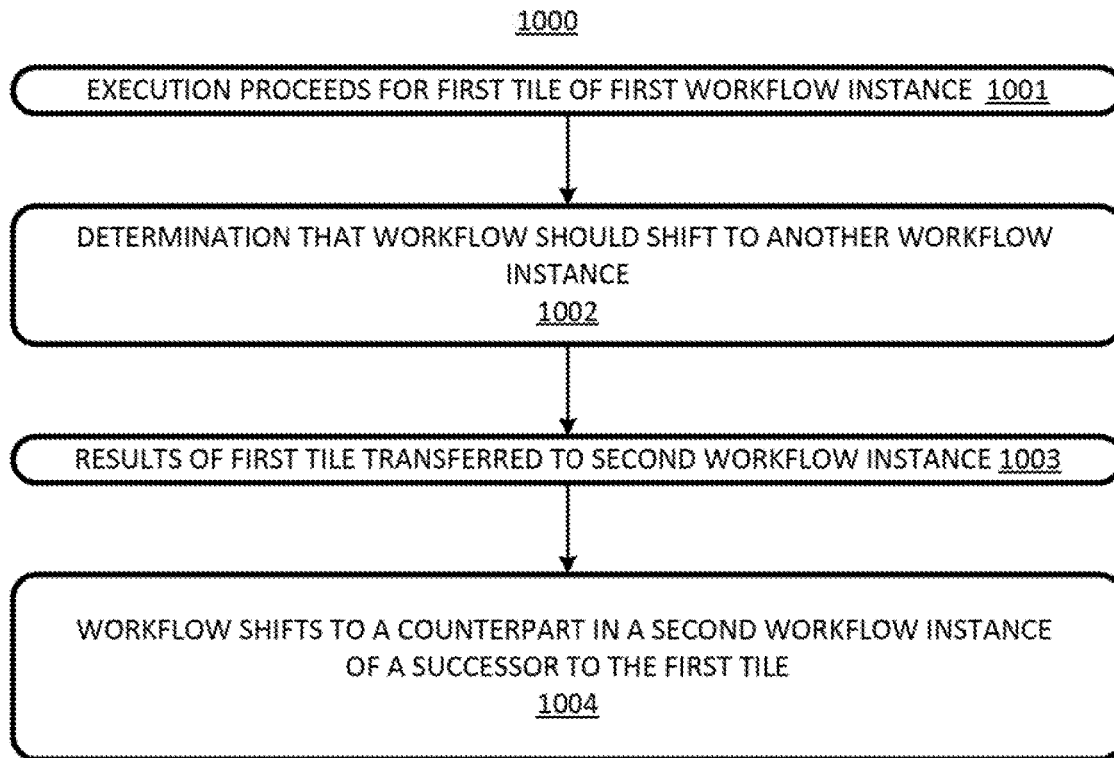 1000
EXECUTION PROCEEDS FOR FIRST TILE OF FIRST WORKFLOW INSTANCE 1001
DETERMINATION THAT WORKFLOW SHOULD SHIFT TO ANOTHER WORKFLOW
INSTANCE
1002
RESULTS OF FIRST TILE TRANSFERRED TO SECOND WORKFLOW INSTANCE 1003
WORKFLOW SHIFTS TO A COUNTERPART IN A SECOND WORKFLOW INSTANCE
OF A SUCCESSOR TO THE FIRST TILE
1004